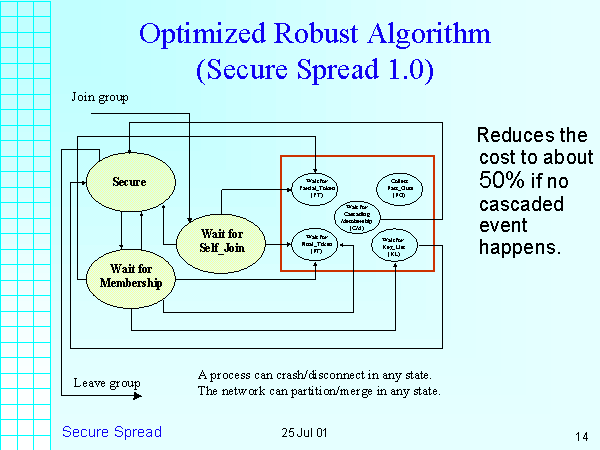 Optimized Robust Algorithm
(Secure Spread 1.0)
Join group
Secure
Wait for
Self_Join
Wait for
Membership
Wait for
Partial_Token
(PT)
Collect
Fact_Outs
(FO)
Wait for
Cascading
Membership
(CM)
Wait for
Final_Token
(FT)
Wait for
Key_List
(KL)
Reduces the
cost to about
50% if no
cascaded
event
happens.
Leave group
A process can crash/disconnect in any state.
The network can partition/merge in any state.
Secure Spread
25 Jul 01
14